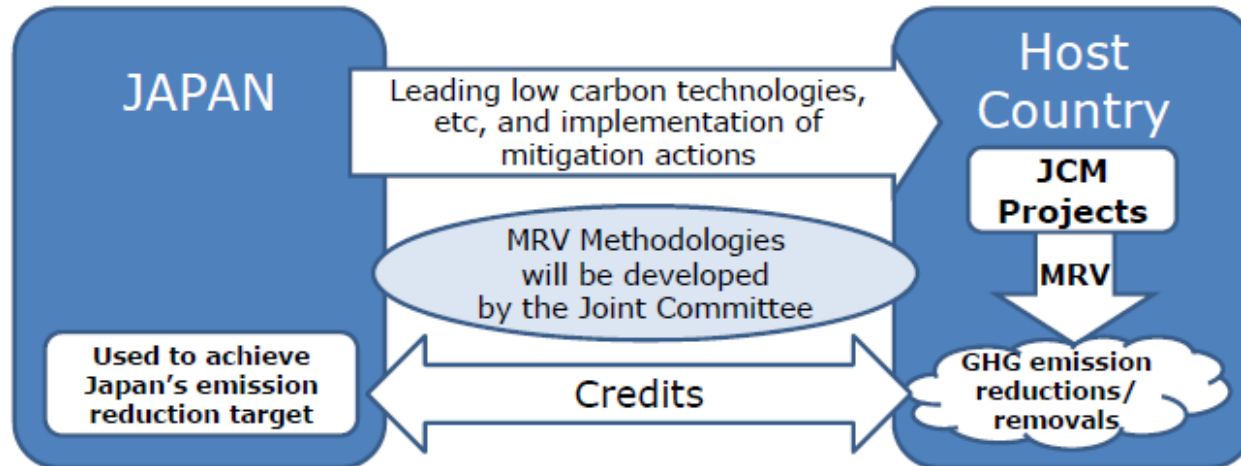 JAPAN
Leading low carbon technologies,
etc, and implementation of
mitigation actions
Host
Country
JCM
Projects
MRV Methodologies
will be developed
by the Joint Committee
MRV
Used to achieve
Japan's emission
reduction target
Credits
GHG emission
reductions/
removals